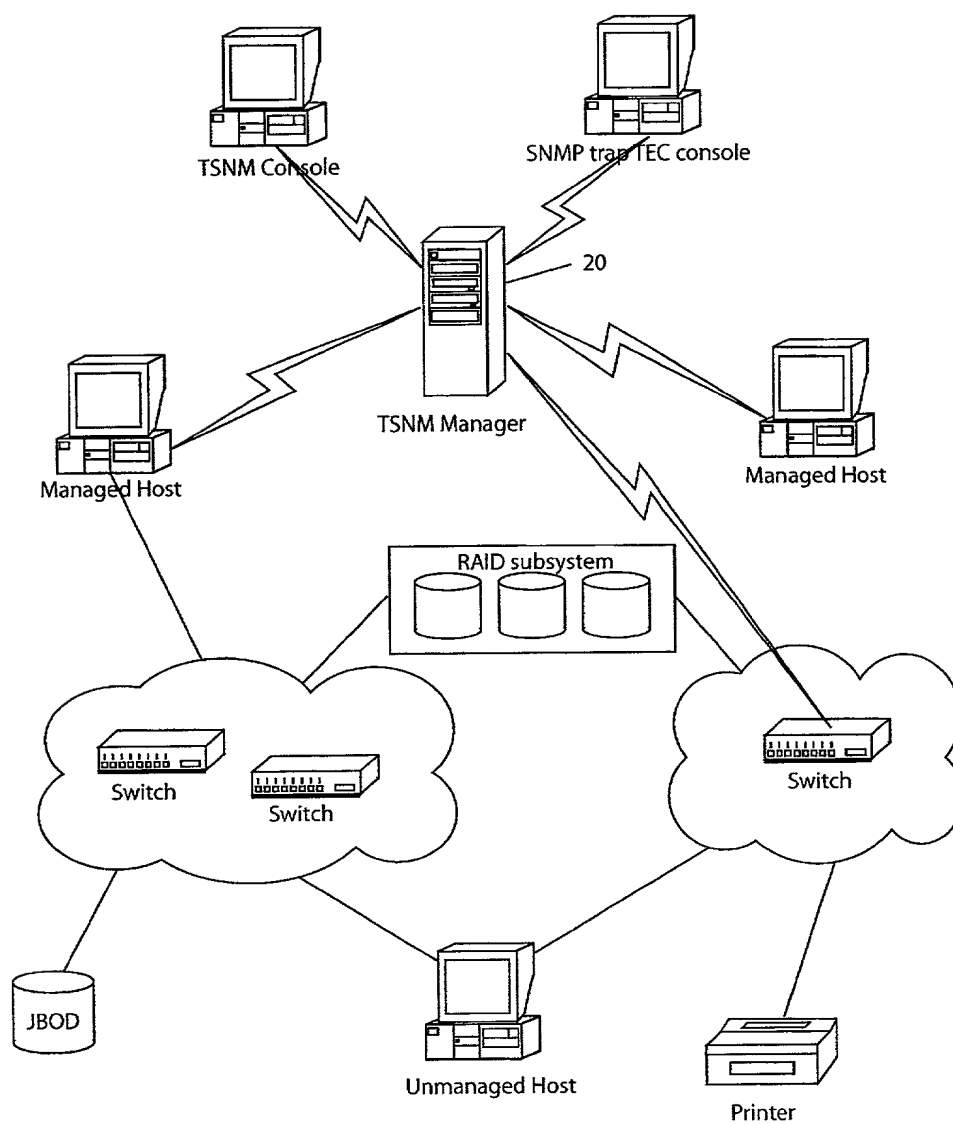 TSNM Console
SNMP trap TEC console
20
TSNM Manager
Managed Host
Managed Host
RAID subsystem
Switch
Switch
Switch
JBOD
Unmanaged Host
Printer